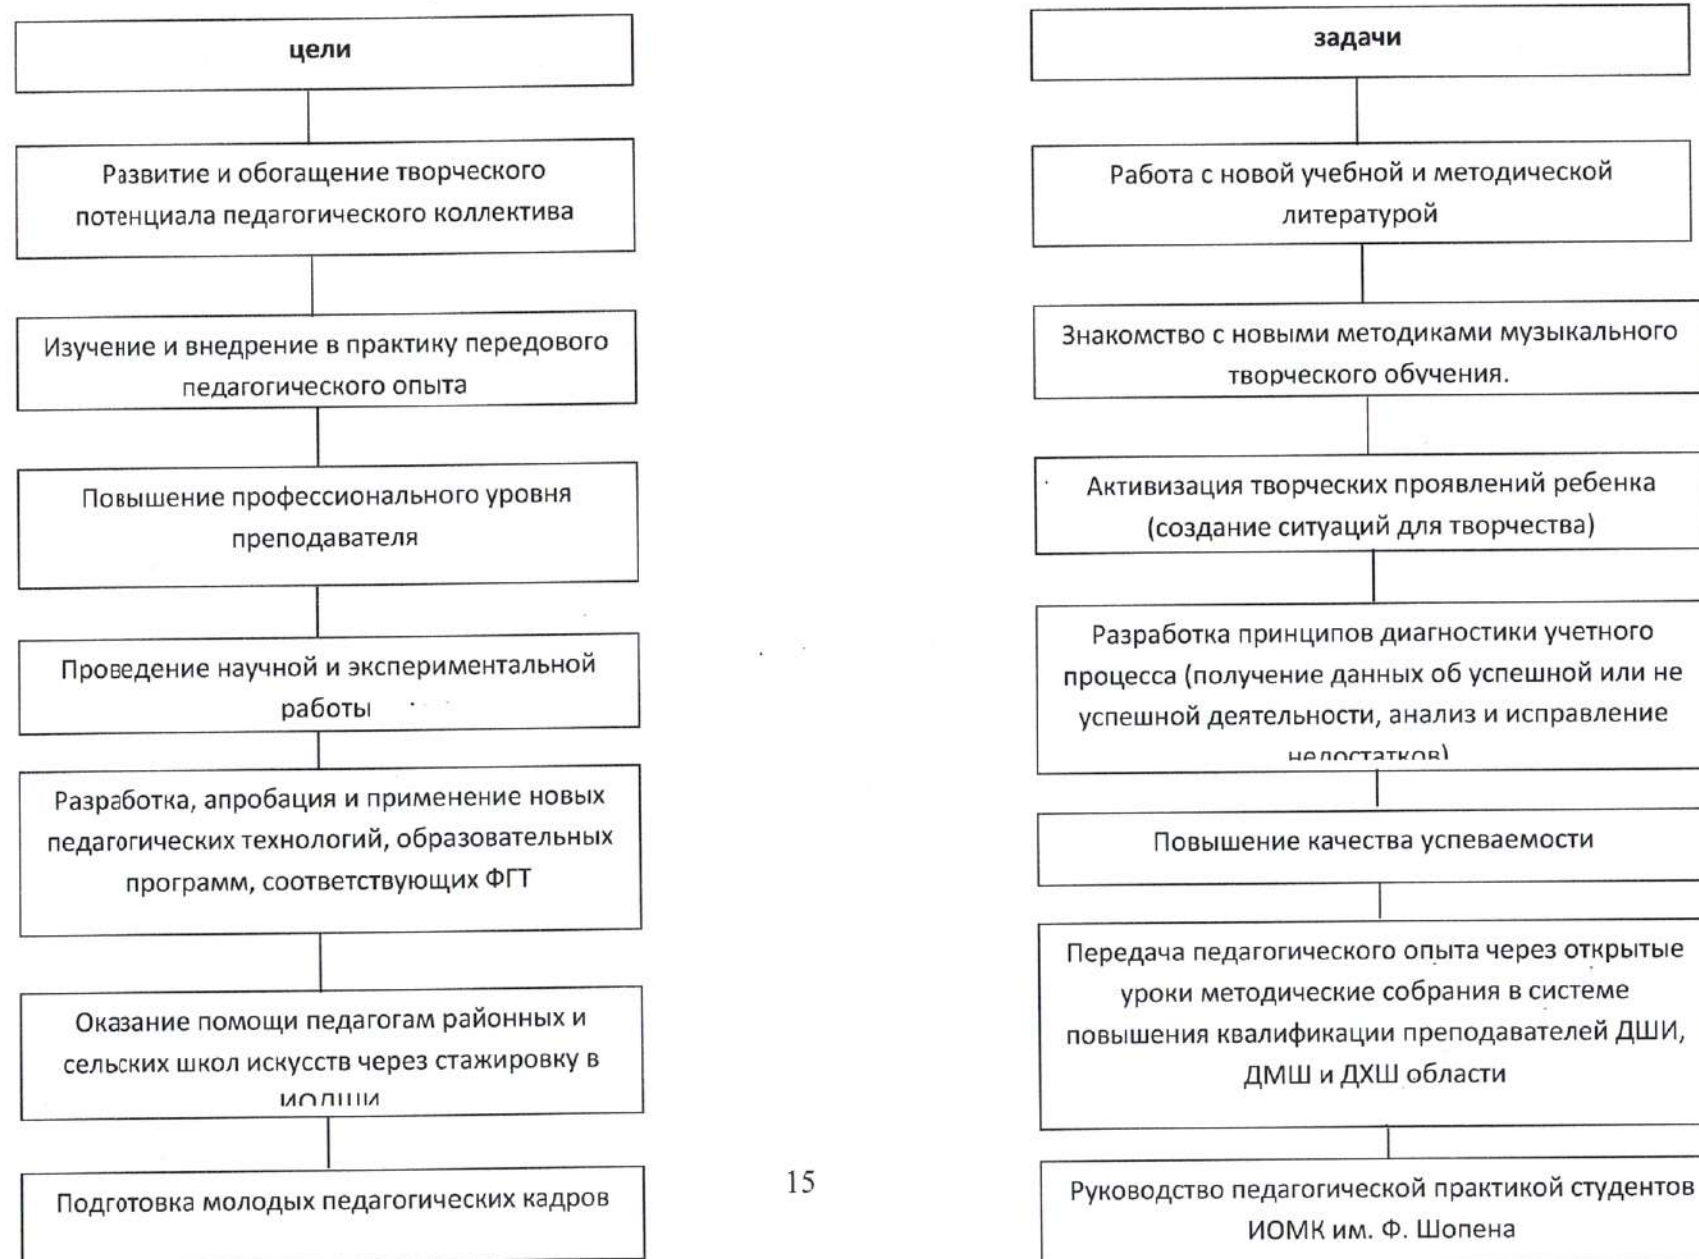 цели
Развитие и обогащение творческого
потенциала педагогического коллектива
Изучение и внедрение в практику передового
педагогического опыта
Повышение профессионального уровня
преподавателя
Проведение научной и экспериментальной
работы
Разработка, апробация и применение новых
педагогических технологий, образовательных
программ, соответствующих ФГТ
Оказание помощи педагогам районных и
сельских школ искусств через стажировку в
ИОДШИ
Подготовка молодых педагогических кадров
задачи
Работа с новой учебной и методической
литературой
Знакомство с новыми методиками музыкального
творческого обучения.
Активизация творческих проявлений ребенка
(создание ситуаций для творчества)
Разработка принципов диагностики учетного
процесса (получение данных об успешной или не
успешной деятельности, анализ и исправление
недостатков)
Повышение качества успеваемости
Передача педагогического опыта через открытые
уроки методические собрания в системе
повышения квалификации преподавателей ДШИ,
ДМШ и ДХШ области
Руководство педагогической практикой студентов
ИОМК им. Ф. Шопена
15